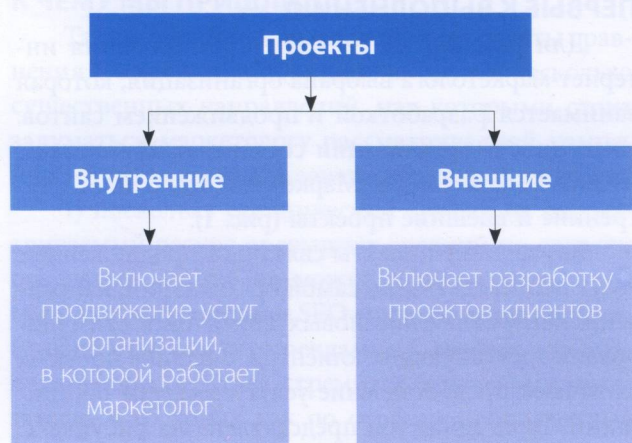 Проекты
Внутренние
Внешние
Включает
продвижение услуг
организации,
в которой работает
маркетолог
Включает разработку
проектов клиентов